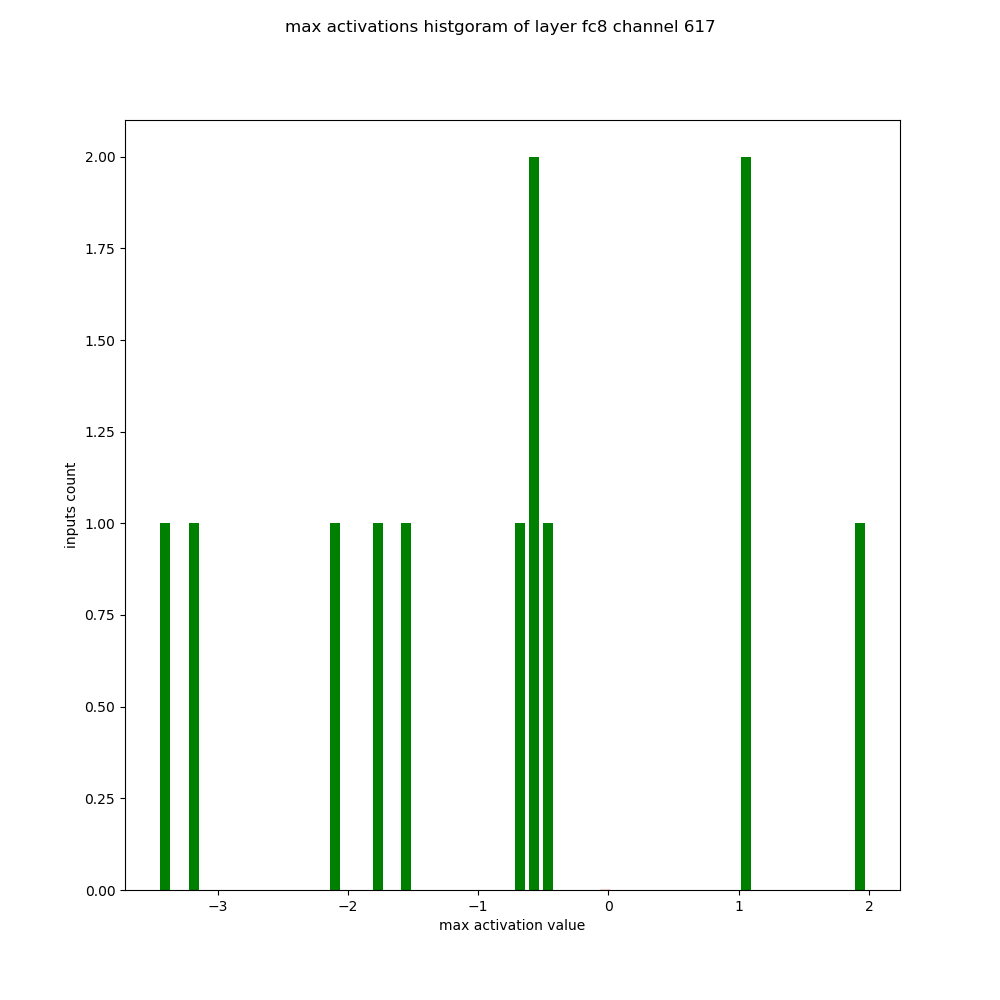 max activations histgoram of layer fc8 channel 617
2.00
1.75
1.50
1.25
1.00
0.75
0.50
0.25
0.00
inputs count
−3 −2 −1 0 1 2
max activation value